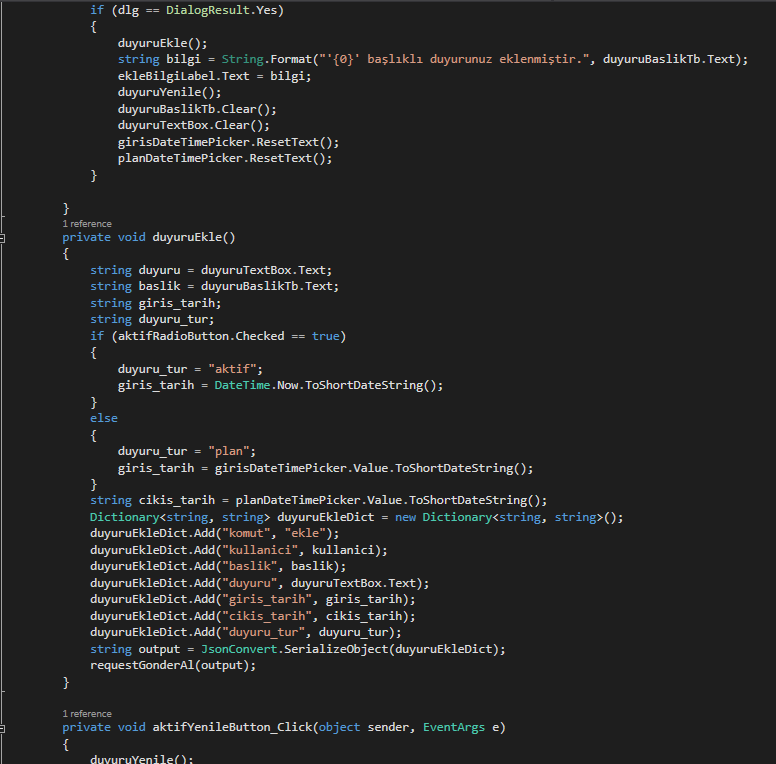 if (dlg == DialogResult.Yes)
{
duyuruEkle();
string bilgi = String.Format("'{0}' başlıklı duyurunuz eklenmiştir.", duyuruBaslikTb.Text);
ekleBilgiLabel.Text = bilgi;
duyuruYenile();
duyuruBaslikTb.Clear();
duyuruTextBox.Clear();
girisDateTimePicker.ResetText();
planDateTimePicker.ResetText();
}
}
1 reference
private void duyuruEkle()
{
string duyuru = duyuruTextBox.Text;
string baslik = duyuruBaslikTb.Text;
string giris_tarih;
string duyuru_tur;
if (aktifRadioButton.Checked == true)
{
duyuru_tur = "aktif";
giris_tarih = DateTime.Now.ToShortDateString();
}
else
{
duyuru_tur = "plan";
giris_tarih = girisDateTimePicker.Value.ToShortDateString();
}
string cikis_tarih = planDateTimePicker.Value.ToShortDateString();
Dictionary<string, string> duyuruEkleDict = new Dictionary<string, string>();
duyuruEkleDict.Add("komut", "ekle");
duyuruEkleDict.Add("kullanici", kullanici);
duyuruEkleDict.Add("baslik", baslik);
duyuruEkleDict.Add("duyuru", duyuruTextBox.Text);
duyuruEkleDict.Add("giris_tarih", giris_tarih);
duyuruEkleDict.Add("cikis_tarih", cikis_tarih);
duyuruEkleDict.Add("duyuru_tur", duyuru_tur);
string output = JsonConvert.SerializeObject(duyuruEkleDict);
requestGonderAl(output);
}
1 reference
private void aktifYenileButton_Click(object sender, EventArgs e)
{
duyuruYenile();